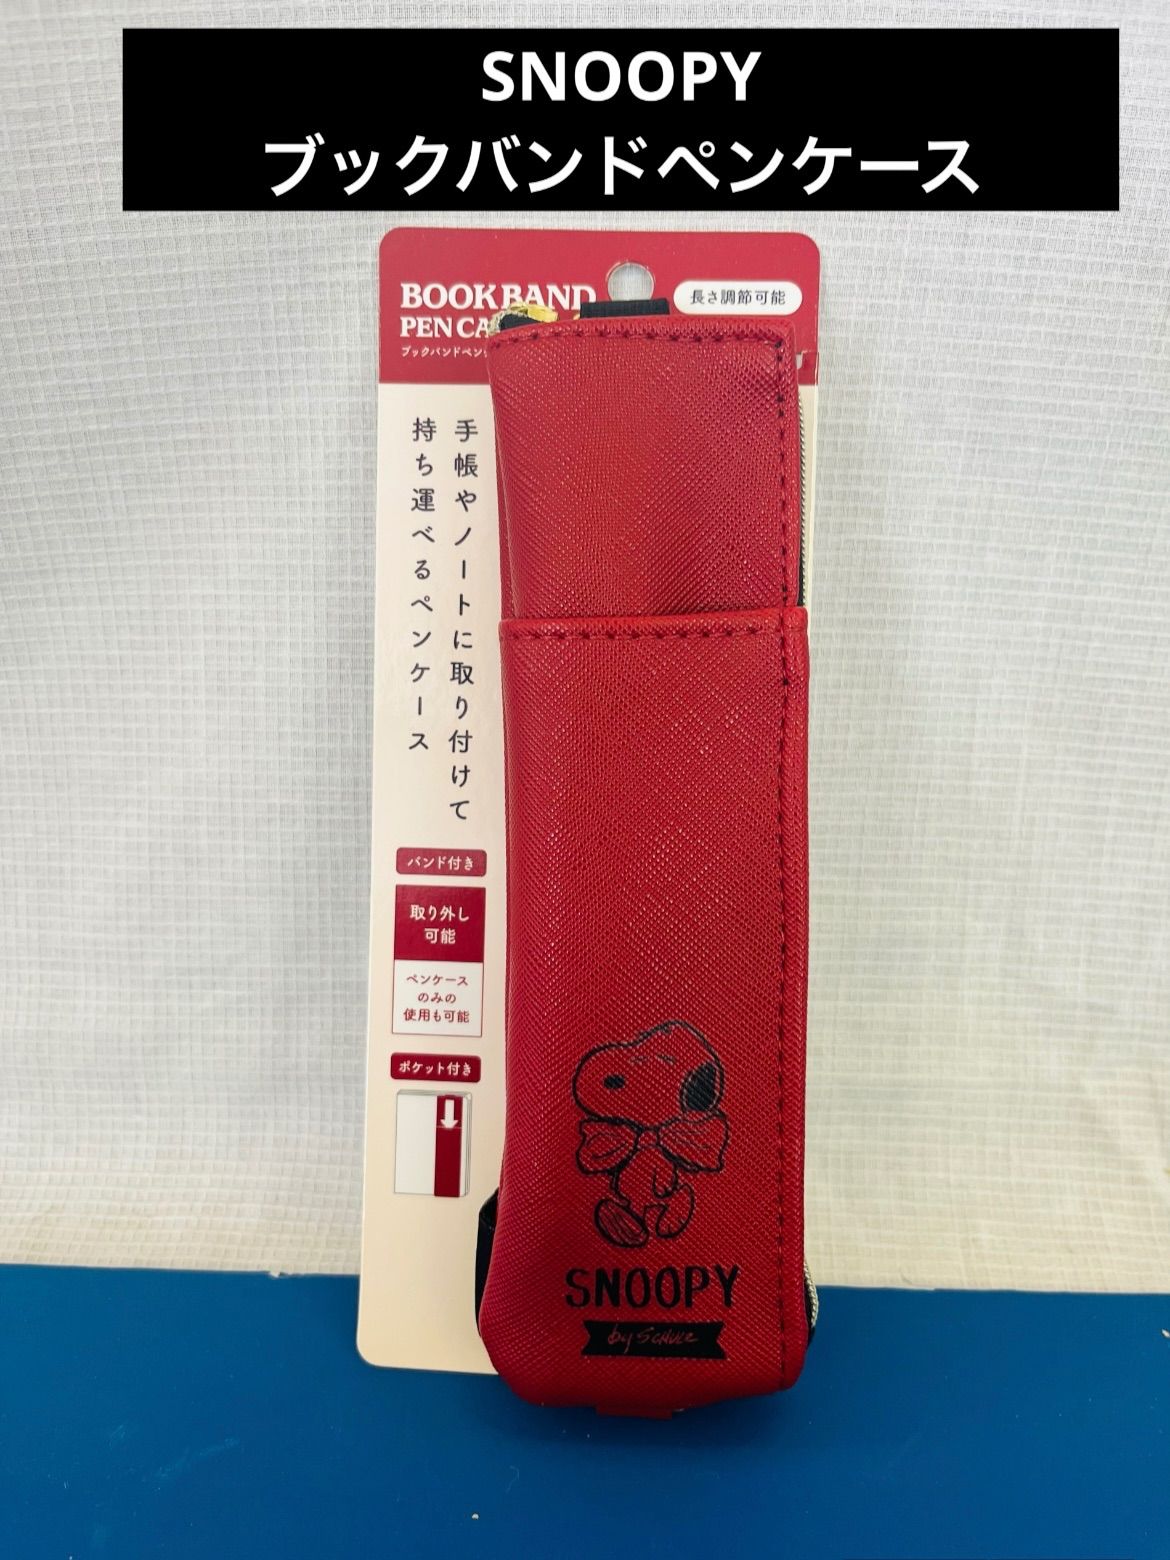 SNOOPY
ブックバンドペンケース
BOOK BAND
PEN CA
ブックバンドペン
長さ調節可能
手帳やノートに取り付けて
持ち運べるペンケース
バンド付き
取り外し
可能
ペンケース
のみの
使用も可能
ポケット付き
SNOOPY
by SCHULZ